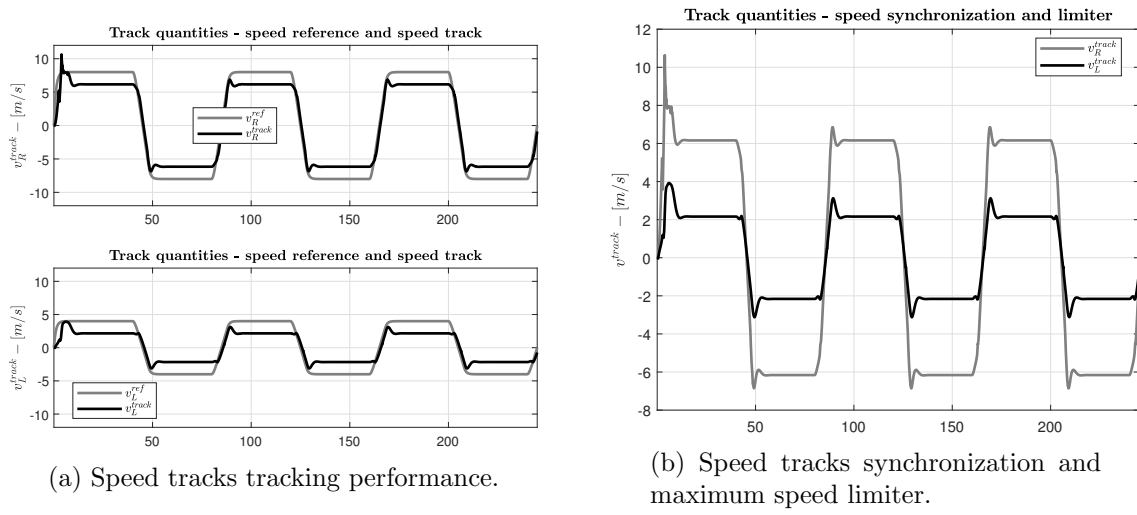 Track quantities - speed reference and speed track
v_R^{track} − [m/s]
10
5
0
-5
-10
v_R^{ref}
v_R^{track}
50
100
150
200
Track quantities - speed reference and speed track
v_L^{track} − [m/s]
10
5
0
-5
-10
v_L^{ref}
v_L^{track}
50
100
150
200
(a) Speed tracks tracking performance.
Track quantities - speed synchronization and limiter
v^{track} − [m/s]
12
10
8
6
4
2
0
-2
-4
-6
-8
v_R^{track}
v_L^{track}
50
100
150
200
(b) Speed tracks synchronization and
maximum speed limiter.